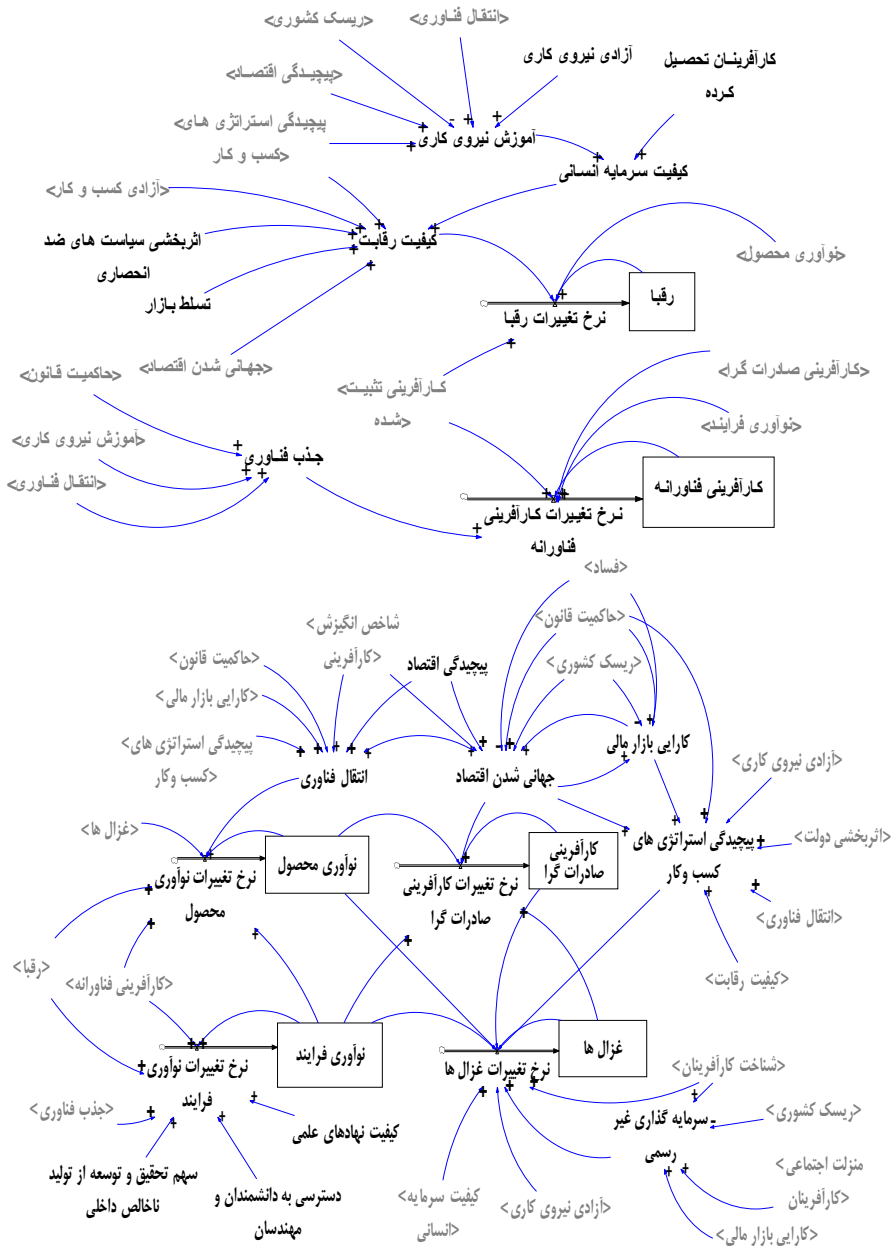 <ریسک کشوری>
<انتقال فناوری>
آزادی نیروی کاری
کارآفرینان تحصیل
کرده
<پیچیدگی اقتصاد>
<پیچیدگی استراتژی های
کسب و کار>
آموزش نیروی کاری
کیفیت سرمایه انسانی
<آزادی کسب و کار>
اثربخشی سیاست های ضد
انحصاری
کیفیت رقابت
<نوآوری محصول>
تسلط بازار
رقبا
نرخ تغییرات رقبا
<حاکمیت قانون>
<جهانی شدن اقتصاد>
<کارآفرینی تثبیت
شده>
<کارآفرینی صادرات گرا>
<نوآوری فرایند>
<آموزش نیروی کاری>
جذب فناوری
<انتقال فناوری>
کارآفرینی فناورانه
نرخ تغییرات کارآفرینی
فناورانه
<فساد>
<شاخص انگیزش
کارآفرینی>
<حاکمیت قانون>
<حاکمیت قانون>
پیچیدگی اقتصاد
<ریسک کشوری>
<کارایی بازار مالی>
<پیچیدگی استراتژی های
کسب وکار>
انتقال فناوری
جهانی شدن اقتصاد
کارایی بازار مالی
<آزادی نیروی کاری>
<غزال ها>
نوآوری محصول
کارآفرینی
صادرات گرا
پیچیدگی استراتژی های
کسب وکار
<اثربخشی دولت>
نرخ تغییرات نوآوری
محصول
نرخ تغییرات کارآفرینی
صادرات گرا
<انتقال فناوری>
<رقبا>
<کارآفرینی فناورانه>
<کیفیت رقابت>
نوآوری فرایند
غزال ها
نرخ تغییرات نوآوری
فرایند
نرخ تغییرات غزال ها
<شناخت کارآفرینان>
<جذب فناوری>
کیفیت نهادهای علمی
سرمایه گذاری غیر
رسمی
<ریسک کشوری>
سهم تحقیق و توسعه از تولید
ناخالص داخلی
دسترسی به دانشمندان و
مهندسان
<کیفیت سرمایه
انسانی>
<آزادی نیروی کاری>
<منزلت اجتماعی
کارآفرینان>
<کارایی بازار مالی>